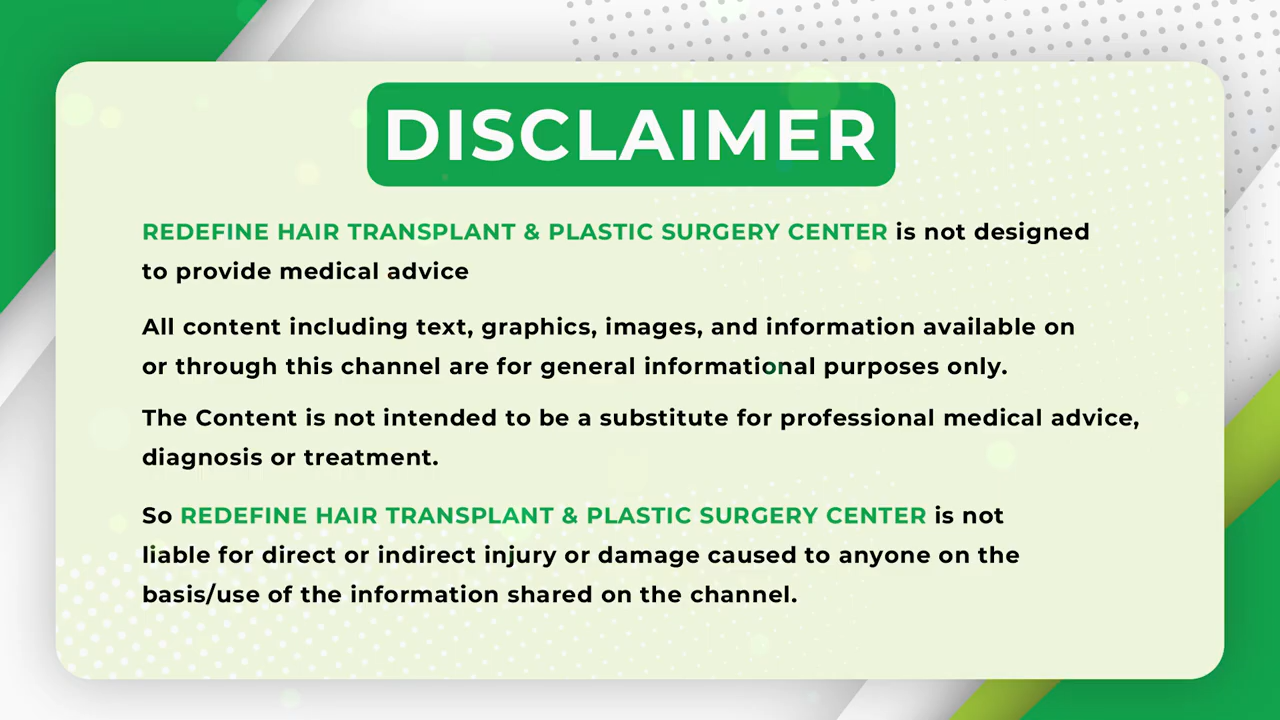 DISCLAIMER
REDEFINE HAIR TRANSPLANT & PLASTIC SURGERY CENTER is not designed
to provide medical advice
All content including text, graphics, images, and information available on
or through this channel are for general informational purposes only.
The Content is not intended to be a substitute for professional medical advice,
diagnosis or treatment.
So REDEFINE HAIR TRANSPLANT & PLASTIC SURGERY CENTER is not
liable for direct or indirect injury or damage caused to anyone on the
basis/use of the information shared on the channel.